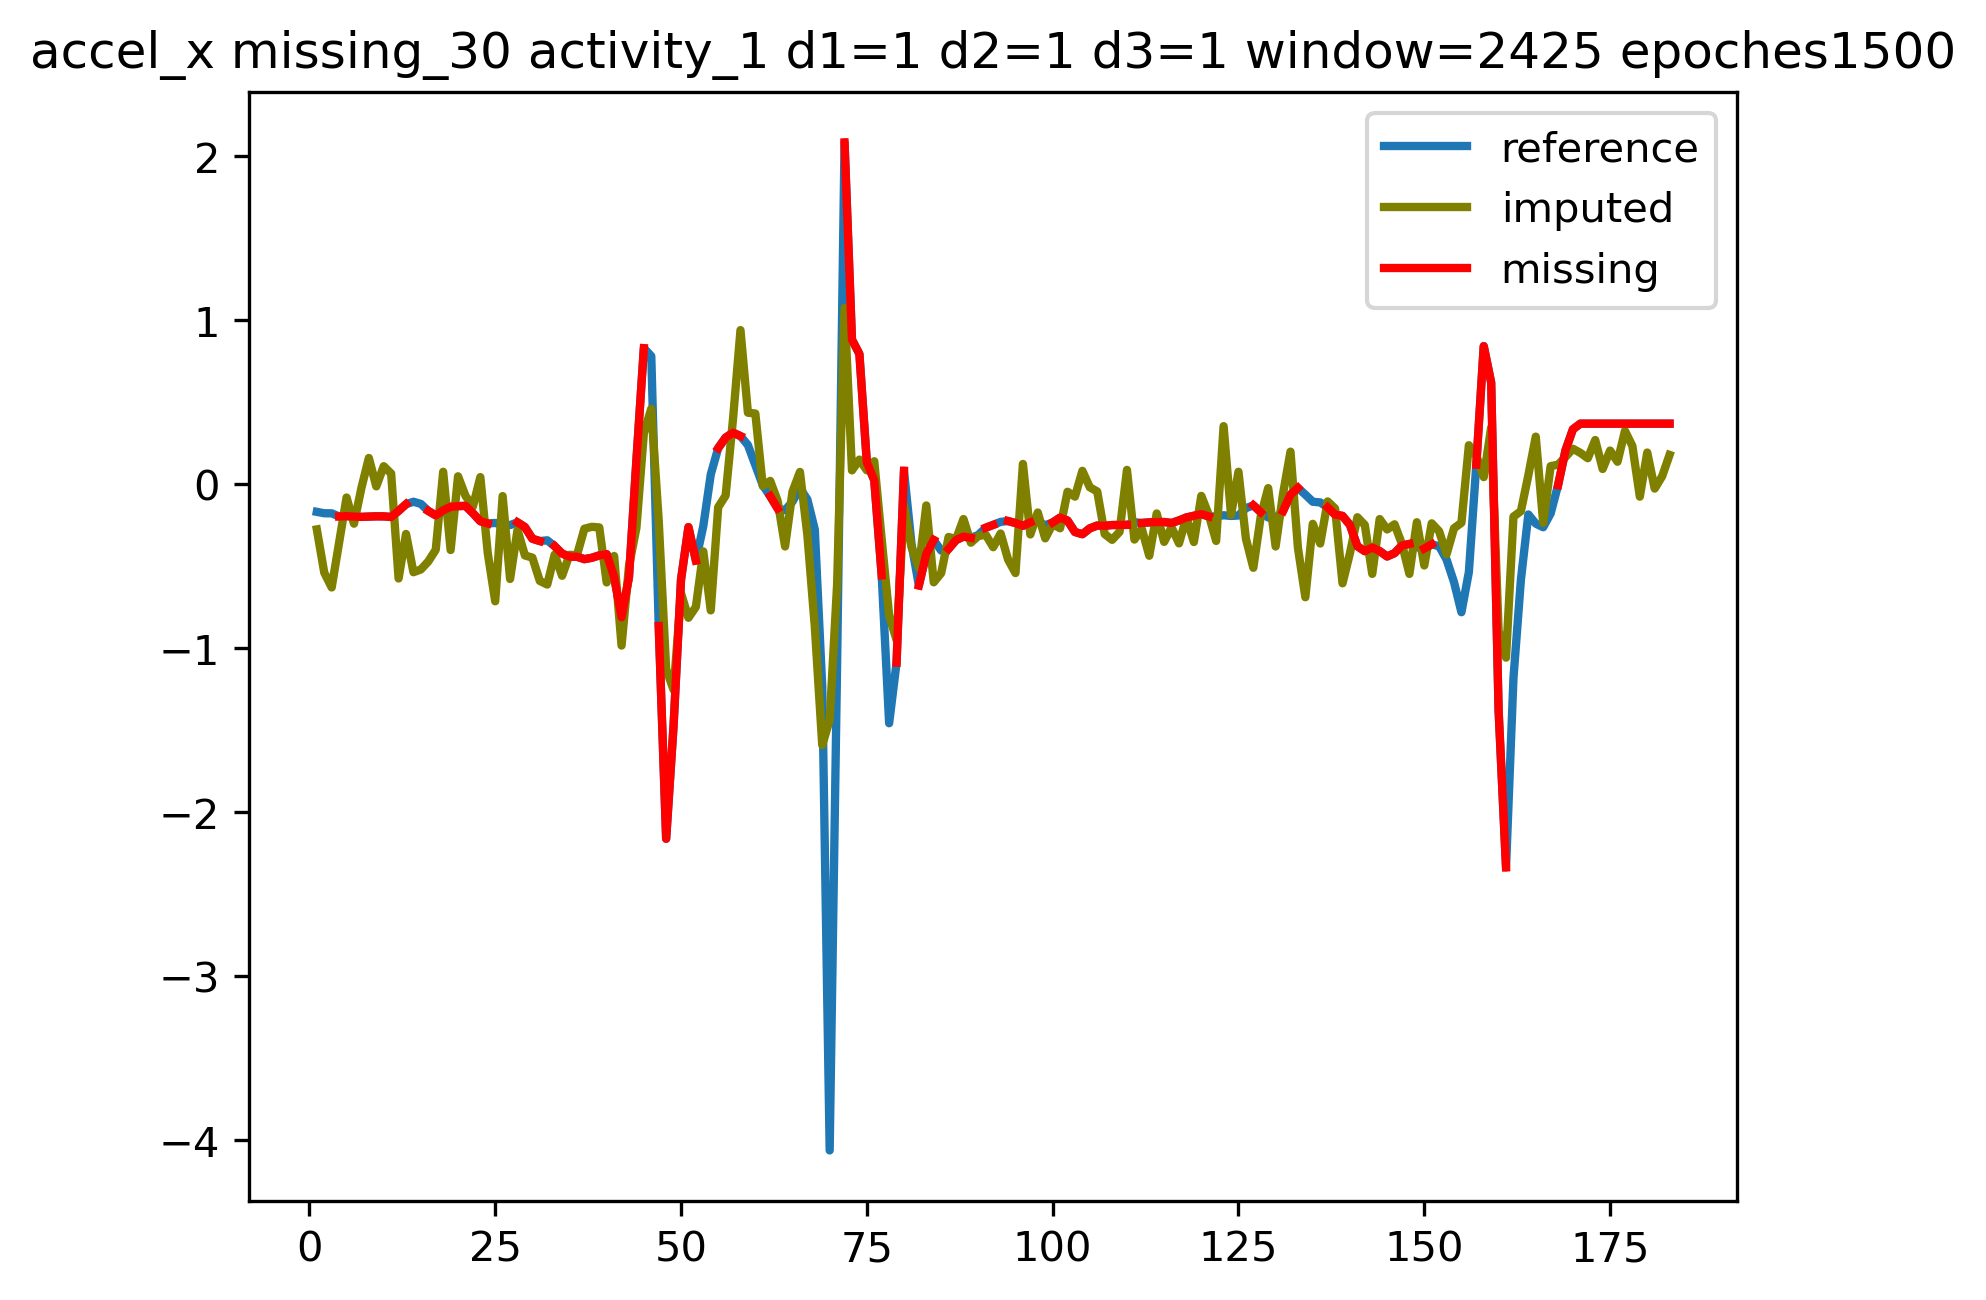 accel_x missing_30 activity_1 d1=1 d2=1 d3=1 window=2425 epoches1500
reference
imputed
missing
2
1
0
−1
−2
−3
−4
0 25 50 75 100 125 150 175